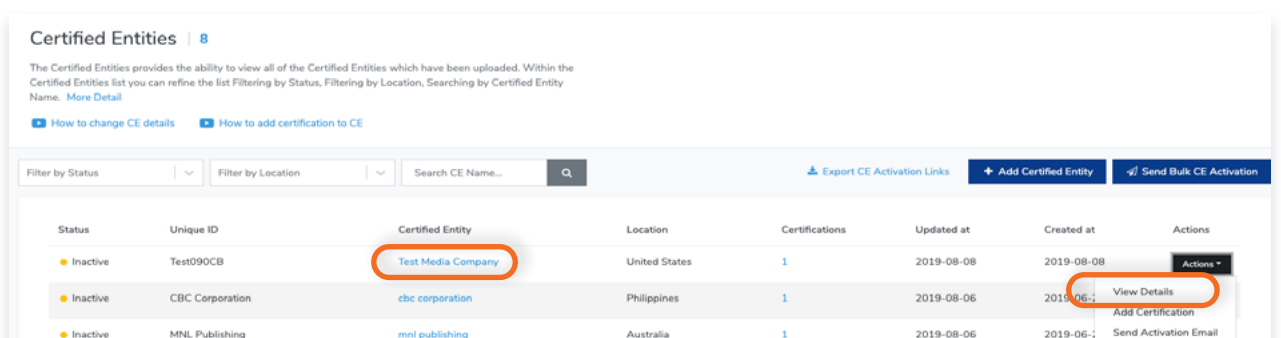 Certified Entities | 8
The Certified Entities provides the ability to view all of the Certified Entities which have been uploaded. Within the
Certified Entities list you can refine the list Filtering by Status, Filtering by Location, Searching by Certified Entity
Name. More Detail
How to change CE details How to add certification to CE
Filter by Status Filter by Location Search CE Name... Export CE Activation Links + Add Certified Entity Send Bulk CE Activation
Status Unique ID Certified Entity Location Certifications Updated at Created at Actions
Inactive Test090CB Test Media Company United States 1 2019-08-08 2019-08-08 Actions
Inactive CBC Corporation cbc corporation Philippines 1 2019-08-06 2019-06- View Details
Add Certification
Inactive MNL Publishing mnl publishing Australia 1 2019-08-06 2019-06- Send Activation Email